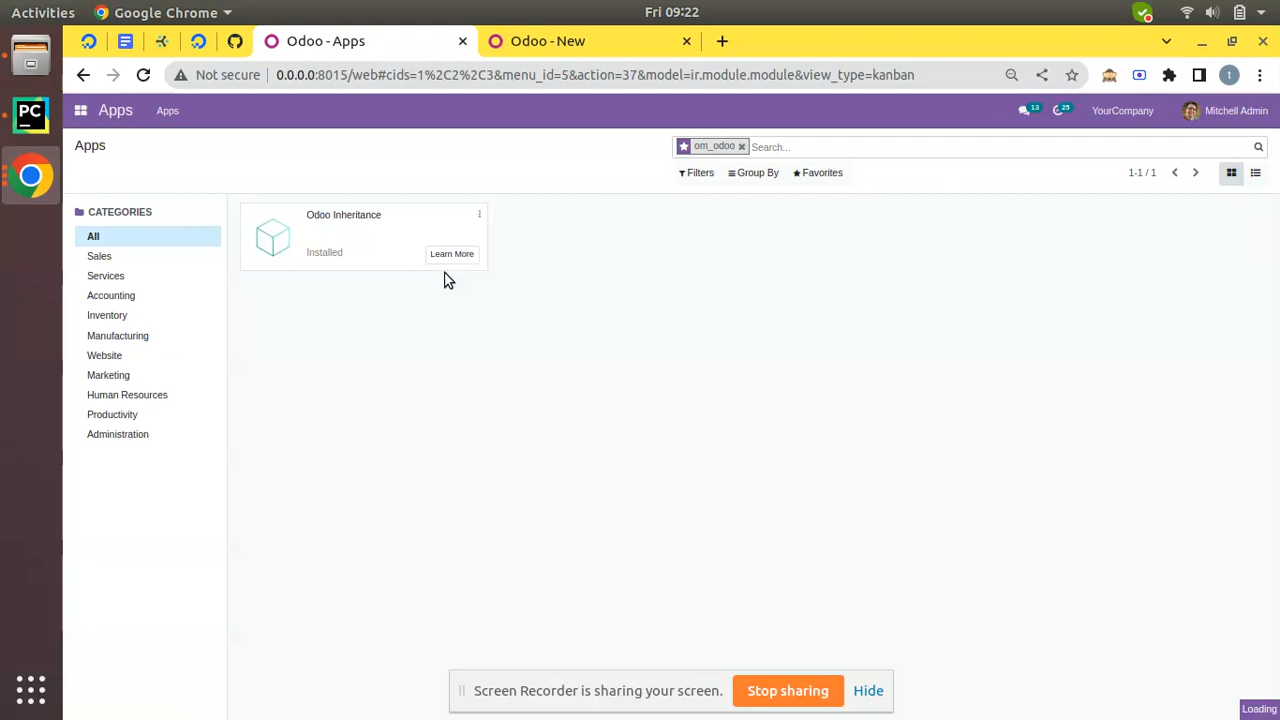 Activities
Google Chrome
Fri 09:22
Odoo - Apps
Odoo - New
Not secure
0.0.0.0:8015/web#cids=1%2C2%2C3&menu_id=5&action=37&model=ir.module.module&view_type=kanban
t
PC
Apps
Apps
13
25
YourCompany
Mitchell Admin
Apps
om_odoo
Search...
Filters
Group By
Favorites
1-1 / 1
CATEGORIES
All
Sales
Services
Accounting
Inventory
Manufacturing
Website
Marketing
Human Resources
Productivity
Administration
Odoo Inheritance
Installed
Learn More
Screen Recorder is sharing your screen.
Stop sharing
Hide
Loading